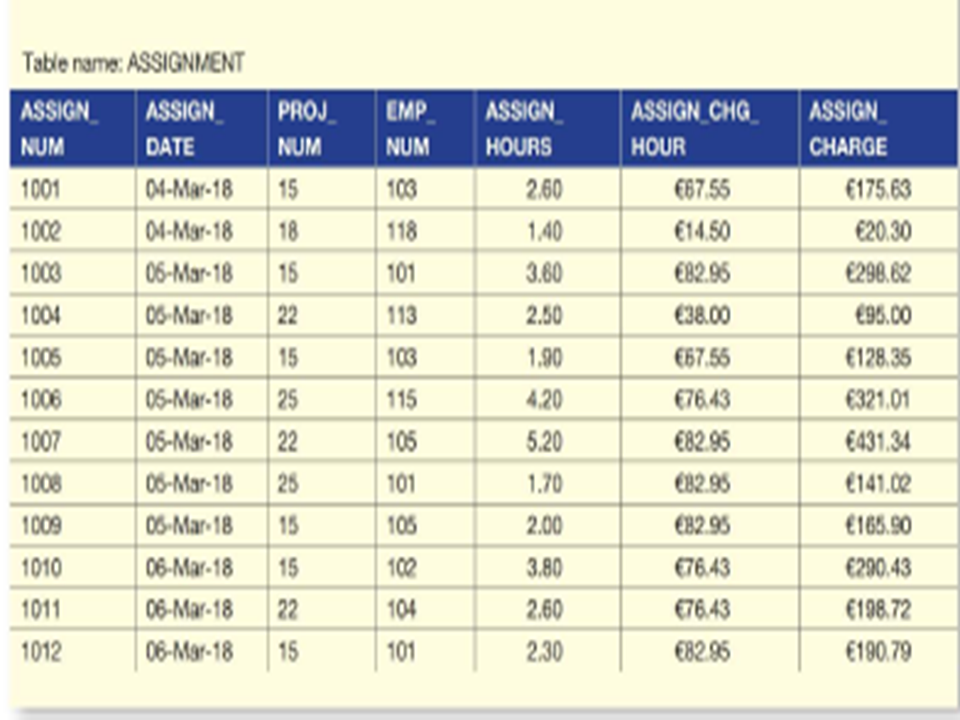 Table name: ASSIGNMENT
ASSIGN_ NUM ASSIGN_ DATE PROJ_ NUM EMP_ NUM ASSIGN_ HOURS ASSIGN_CHG_ HOUR ASSIGN_ CHARGE
1001 04-Mar-18 15 103 2.60 €67.55 €175.63
1002 04-Mar-18 18 118 1.40 €14.50 €20.30
1003 05-Mar-18 15 101 3.60 €82.95 €298.62
1004 05-Mar-18 22 113 2.50 €38.00 €95.00
1005 05-Mar-18 15 103 1.90 €67.55 €128.35
1006 05-Mar-18 25 115 4.20 €76.43 €321.01
1007 05-Mar-18 22 105 5.20 €82.95 €431.34
1008 05-Mar-18 25 101 1.70 €82.95 €141.02
1009 05-Mar-18 15 105 2.00 €82.95 €165.90
1010 06-Mar-18 15 102 3.80 €76.43 €290.43
1011 06-Mar-18 22 104 2.60 €76.43 €198.72
1012 06-Mar-18 15 101 2.30 €82.95 €190.79